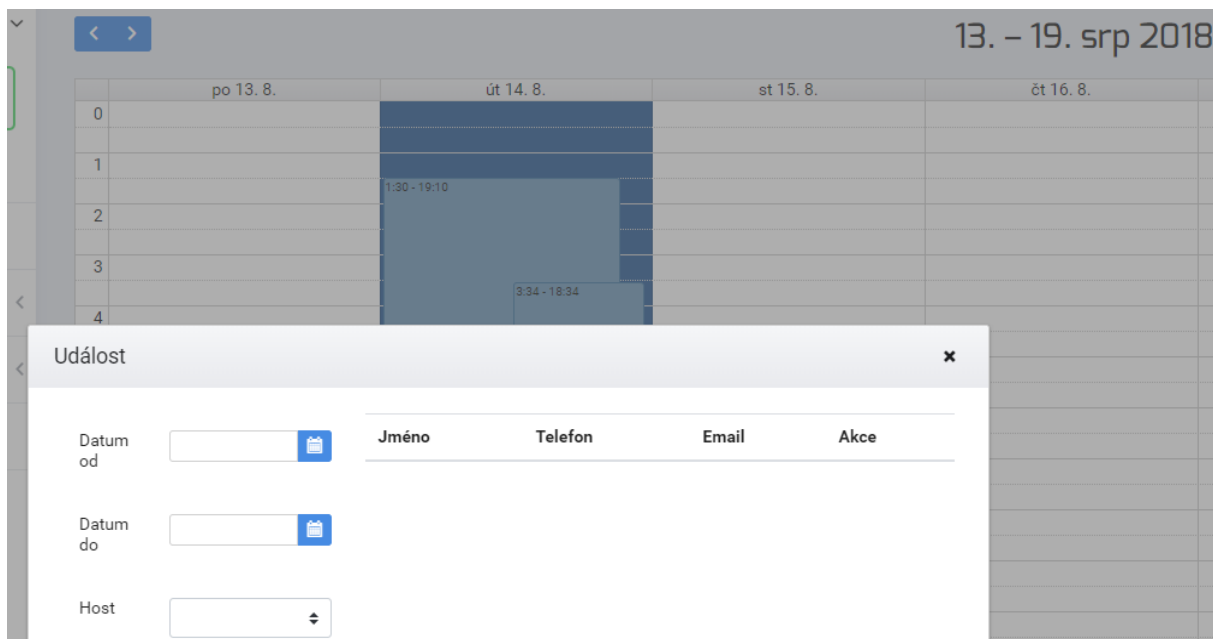 13. – 19. srp 2018
po 13. 8. út 14. 8. st 15. 8. čt 16. 8.
0
1
1:30 - 19:10
2
3
3:34 - 18:34
4
Událost
Datum od
Jméno Telefon Email Akce
Datum do
Host